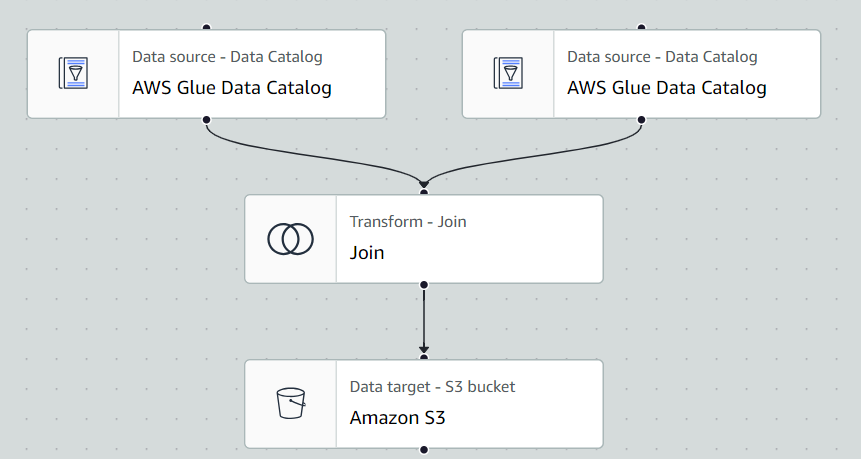 Data source - Data Catalog
AWS Glue Data Catalog
Data source - Data Catalog
AWS Glue Data Catalog
Transform - Join
Join
Data target - S3 bucket
Amazon S3